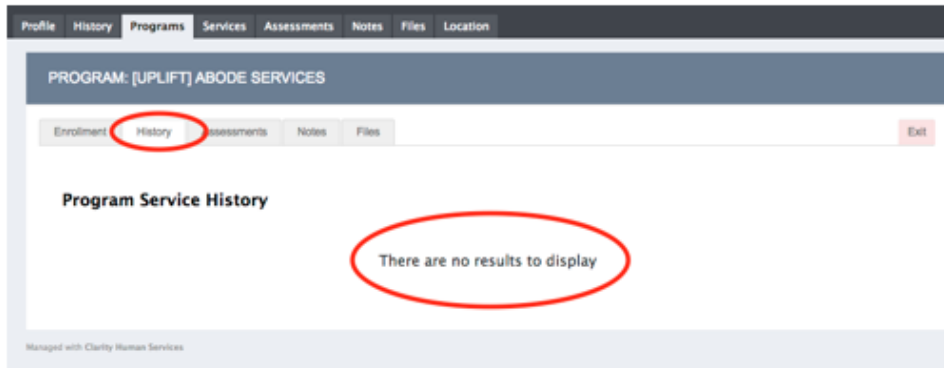 Profile History Programs Services Assessments Notes Files Location
PROGRAM: [UPLIFT] ABODE SERVICES
Enrollment History Assessments Notes Files Exit
Program Service History
There are no results to display
Managed with Clarity Human Services